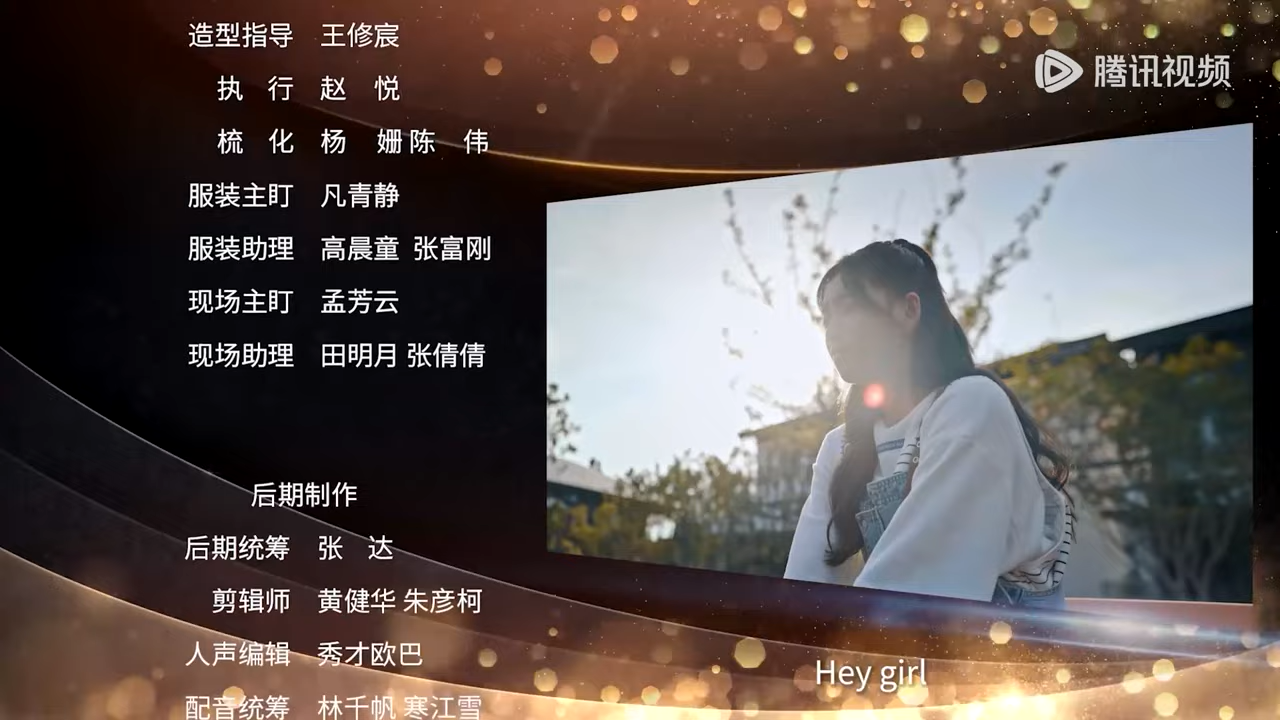 造型指导 王修宸
执 行 赵 悦
梳 化 杨 姗 陈 伟
服装主盯 凡青静
服装助理 高晨童 张富刚
现场主盯 孟芳云
现场助理 田明月 张倩倩
后期制作
后期统筹 张 达
剪辑师 黄健华 朱彦柯
人声编辑 秀才欧巴
配音统筹 林千帆 寒江雪
腾讯视频
Hey girl